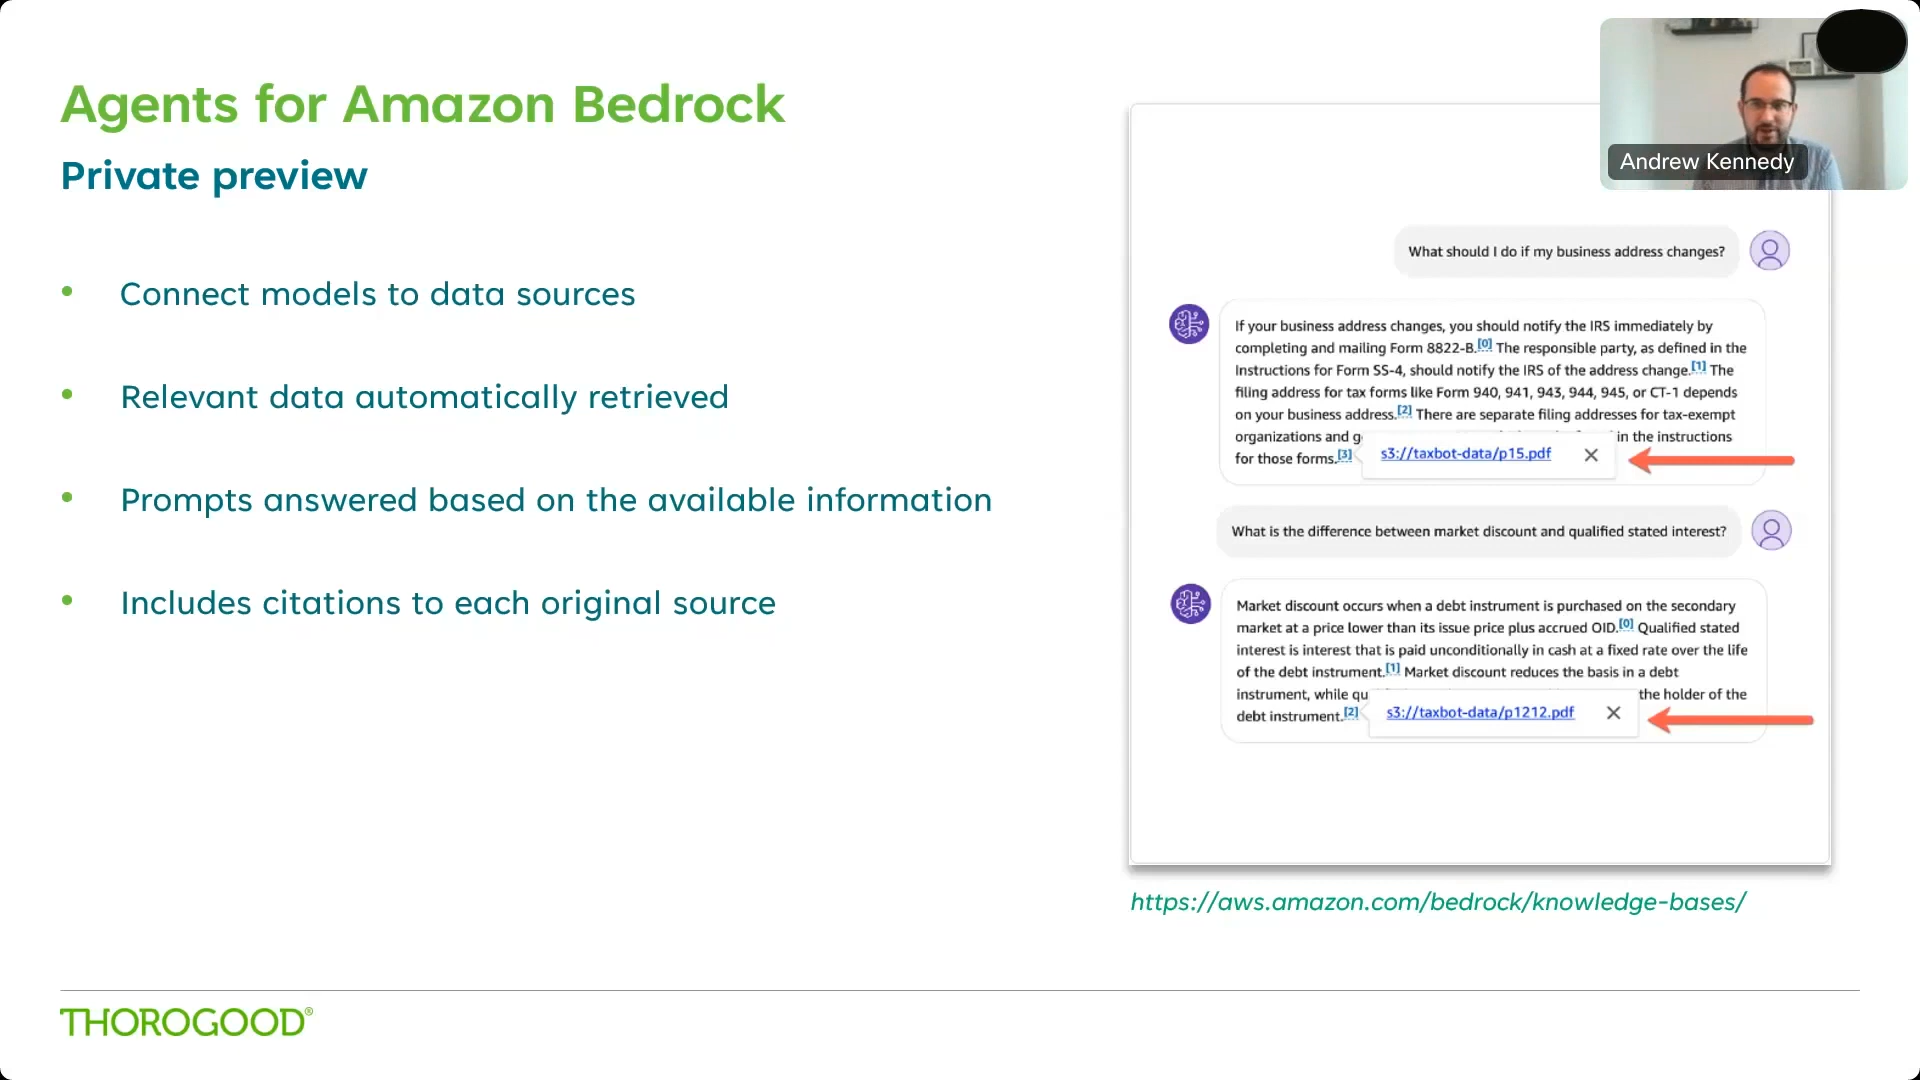 Agents for Amazon Bedrock
Private preview
• Connect models to data sources
• Relevant data automatically retrieved
• Prompts answered based on the available information
• Includes citations to each original source
Andrew Kennedy
What should I do if my business address changes?
If your business address changes, you should notify the IRS immediately by
completing and mailing Form 8822-B.[0] The responsible party, as defined in the
Instructions for Form SS-4, should notify the IRS of the address change.[1] The
filing address for tax forms like Form 940, 941, 943, 944, 945, or CT-1 depends
on your business address.[2] There are separate filing addresses for tax-exempt
organizations and in the instructions
for those forms.[3] s3://taxbot-data/p15.pdf
What is the difference between market discount and qualified stated interest?
Market discount occurs when a debt instrument is purchased on the secondary
market at a price lower than its issue price plus accrued OID.[0] Qualified stated
interest is interest that is paid unconditionally in cash at a fixed rate over the life
of the debt instrument.[1] Market discount reduces the basis in a debt
instrument, while the holder of the
debt instrument.[2] s3://taxbot-data/p1212.pdf
https://aws.amazon.com/bedrock/knowledge-bases/
THOROGOOD®